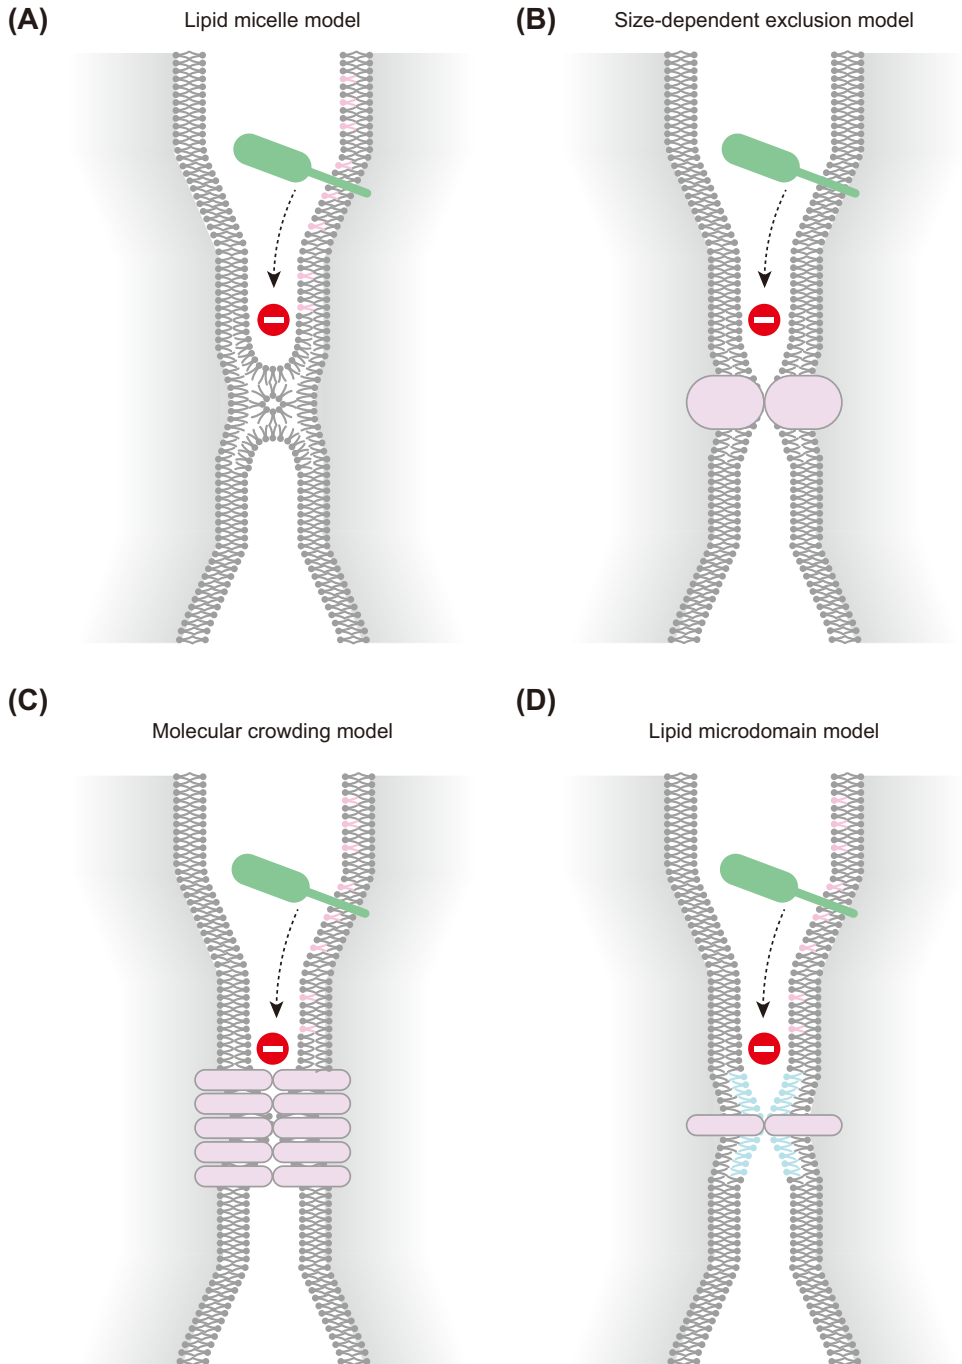 (A)
Lipid micelle model
(B)
Size-dependent exclusion model
(C)
Molecular crowding model
(D)
Lipid microdomain model